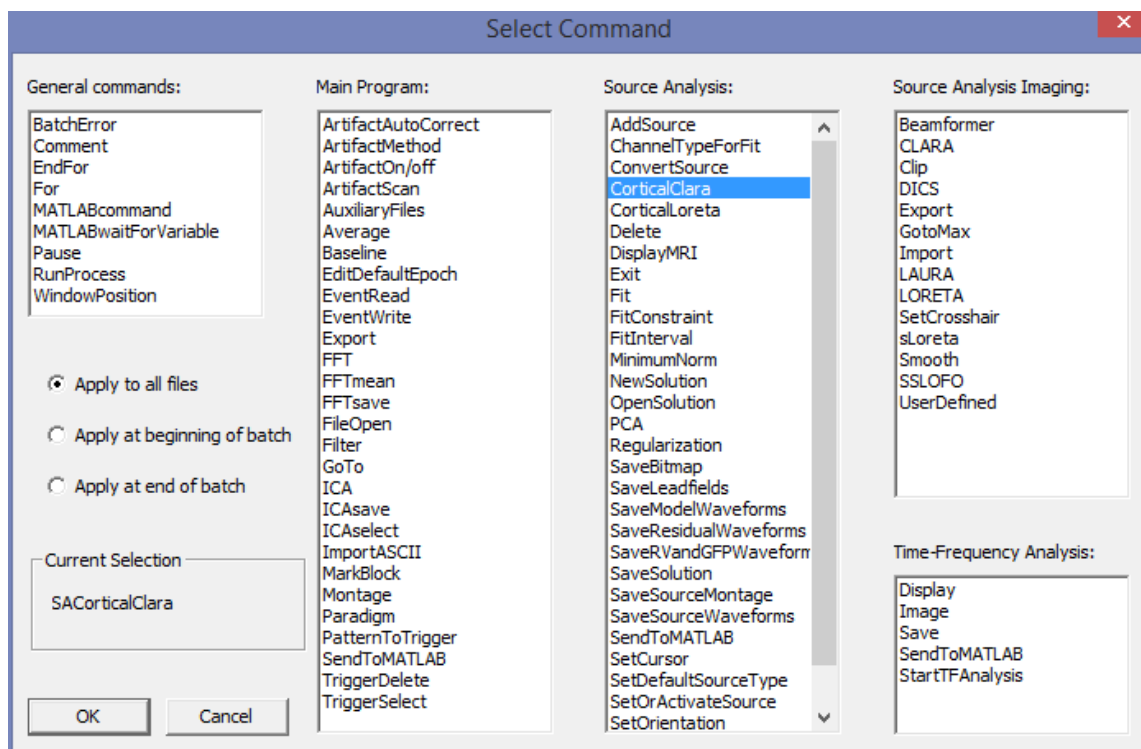 Select Command
General commands:
BatchError
Comment
EndFor
For
MATLABcommand
MATLABwaitForVariable
Pause
RunProcess
WindowPosition
Apply to all files
Apply at beginning of batch
Apply at end of batch
Current Selection
SACorticalClara
OK
Cancel
Main Program:
ArtifactAutoCorrect
ArtifactMethod
ArtifactOn/off
ArtifactScan
AuxiliaryFiles
Average
Baseline
EditDefaultEpoch
EventRead
EventWrite
Export
FFT
FFTmean
FFTsave
FileOpen
Filter
GoTo
ICA
ICAsave
ICAselect
ImportASCII
MarkBlock
Montage
Paradigm
PatternToTrigger
SendToMATLAB
TriggerDelete
TriggerSelect
Source Analysis:
AddSource
ChannelTypeForFit
ConvertSource
CorticalClara
CorticalLoreta
Delete
DisplayMRI
Exit
Fit
FitConstraint
FitInterval
MinimumNorm
NewSolution
OpenSolution
PCA
Regularization
SaveBitmap
SaveLeadfields
SaveModelWaveforms
SaveResidualWaveforms
SaveRVandGFPWaveform
SaveSolution
SaveSourceMontage
SaveSourceWaveforms
SendToMATLAB
SetCursor
SetDefaultSourceType
SetOrActivateSource
SetOrientation
Source Analysis Imaging:
Beamformer
CLARA
Clip
DICS
Export
GotoMax
Import
LAURA
LORETA
SetCrosshair
sLoreta
Smooth
SSLOFO
UserDefined
Time-Frequency Analysis:
Display
Image
Save
SendToMATLAB
StartTFAnalysis